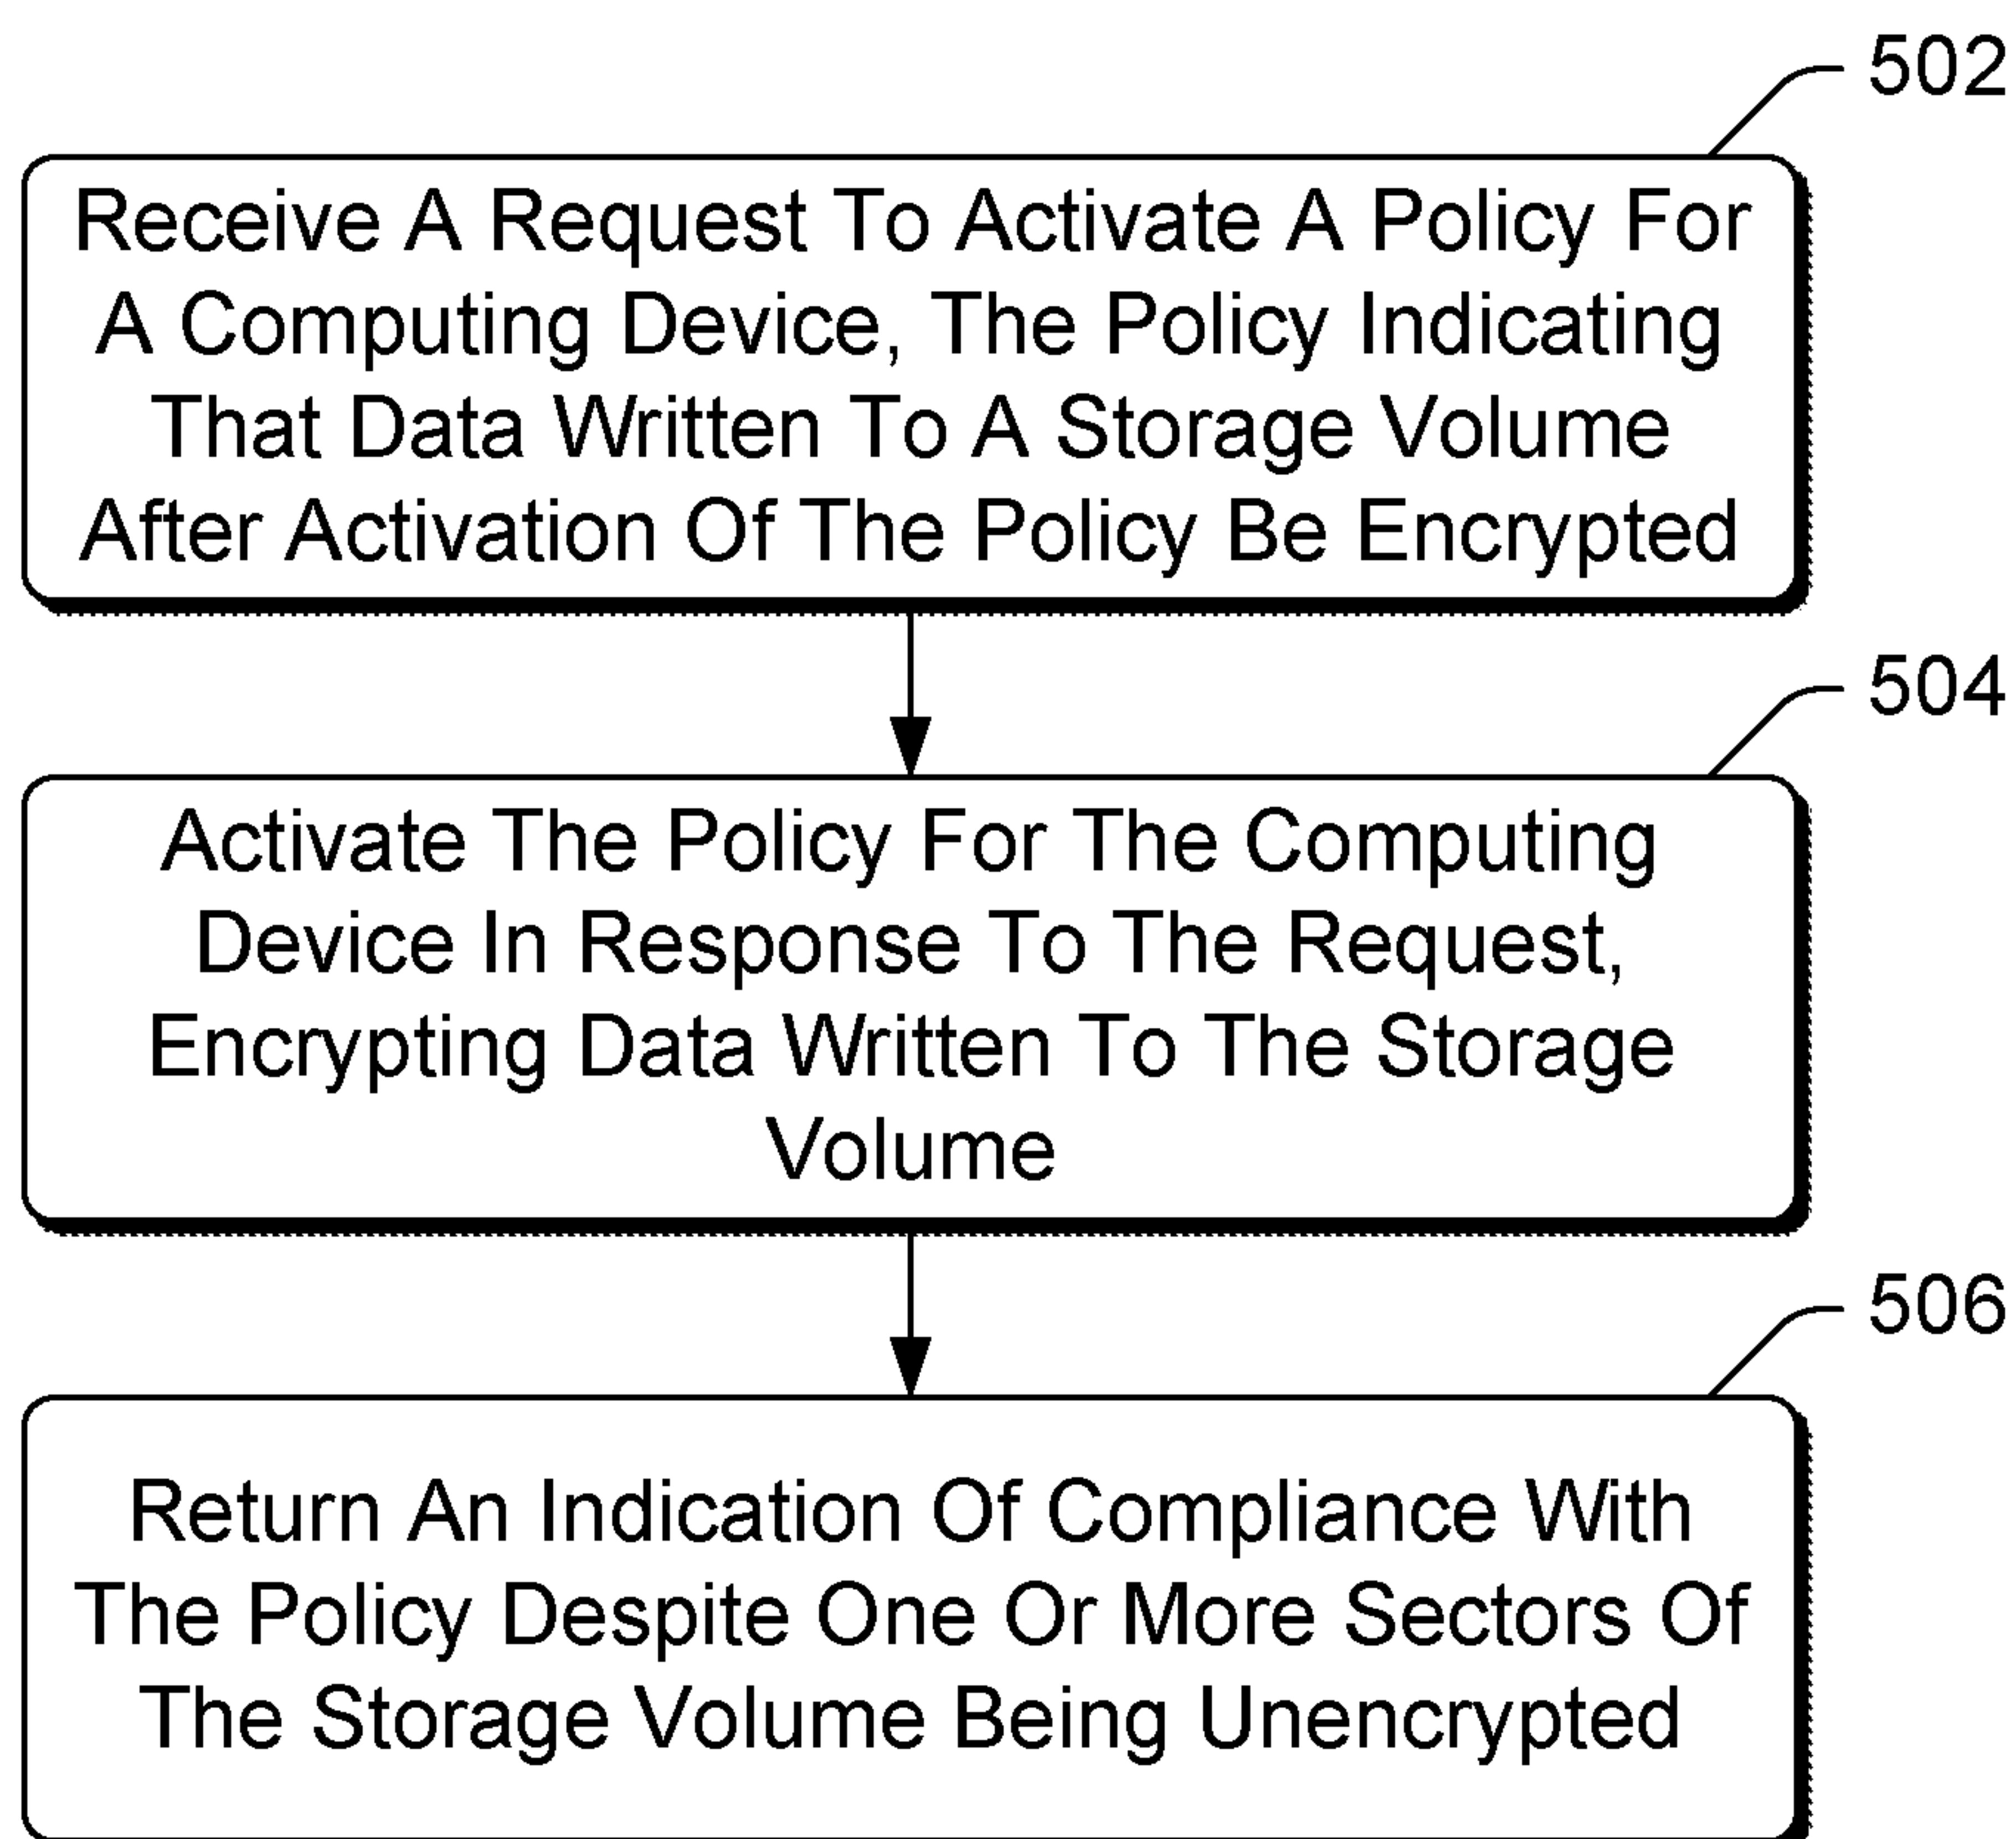 502
Receive A Request To Activate A Policy For
A Computing Device, The Policy Indicating
That Data Written To A Storage Volume
After Activation Of The Policy Be Encrypted
504
Activate The Policy For The Computing
Device In Response To The Request,
Encrypting Data Written To The Storage
Volume
506
Return An Indication Of Compliance With
The Policy Despite One Or More Sectors Of
The Storage Volume Being Unencrypted